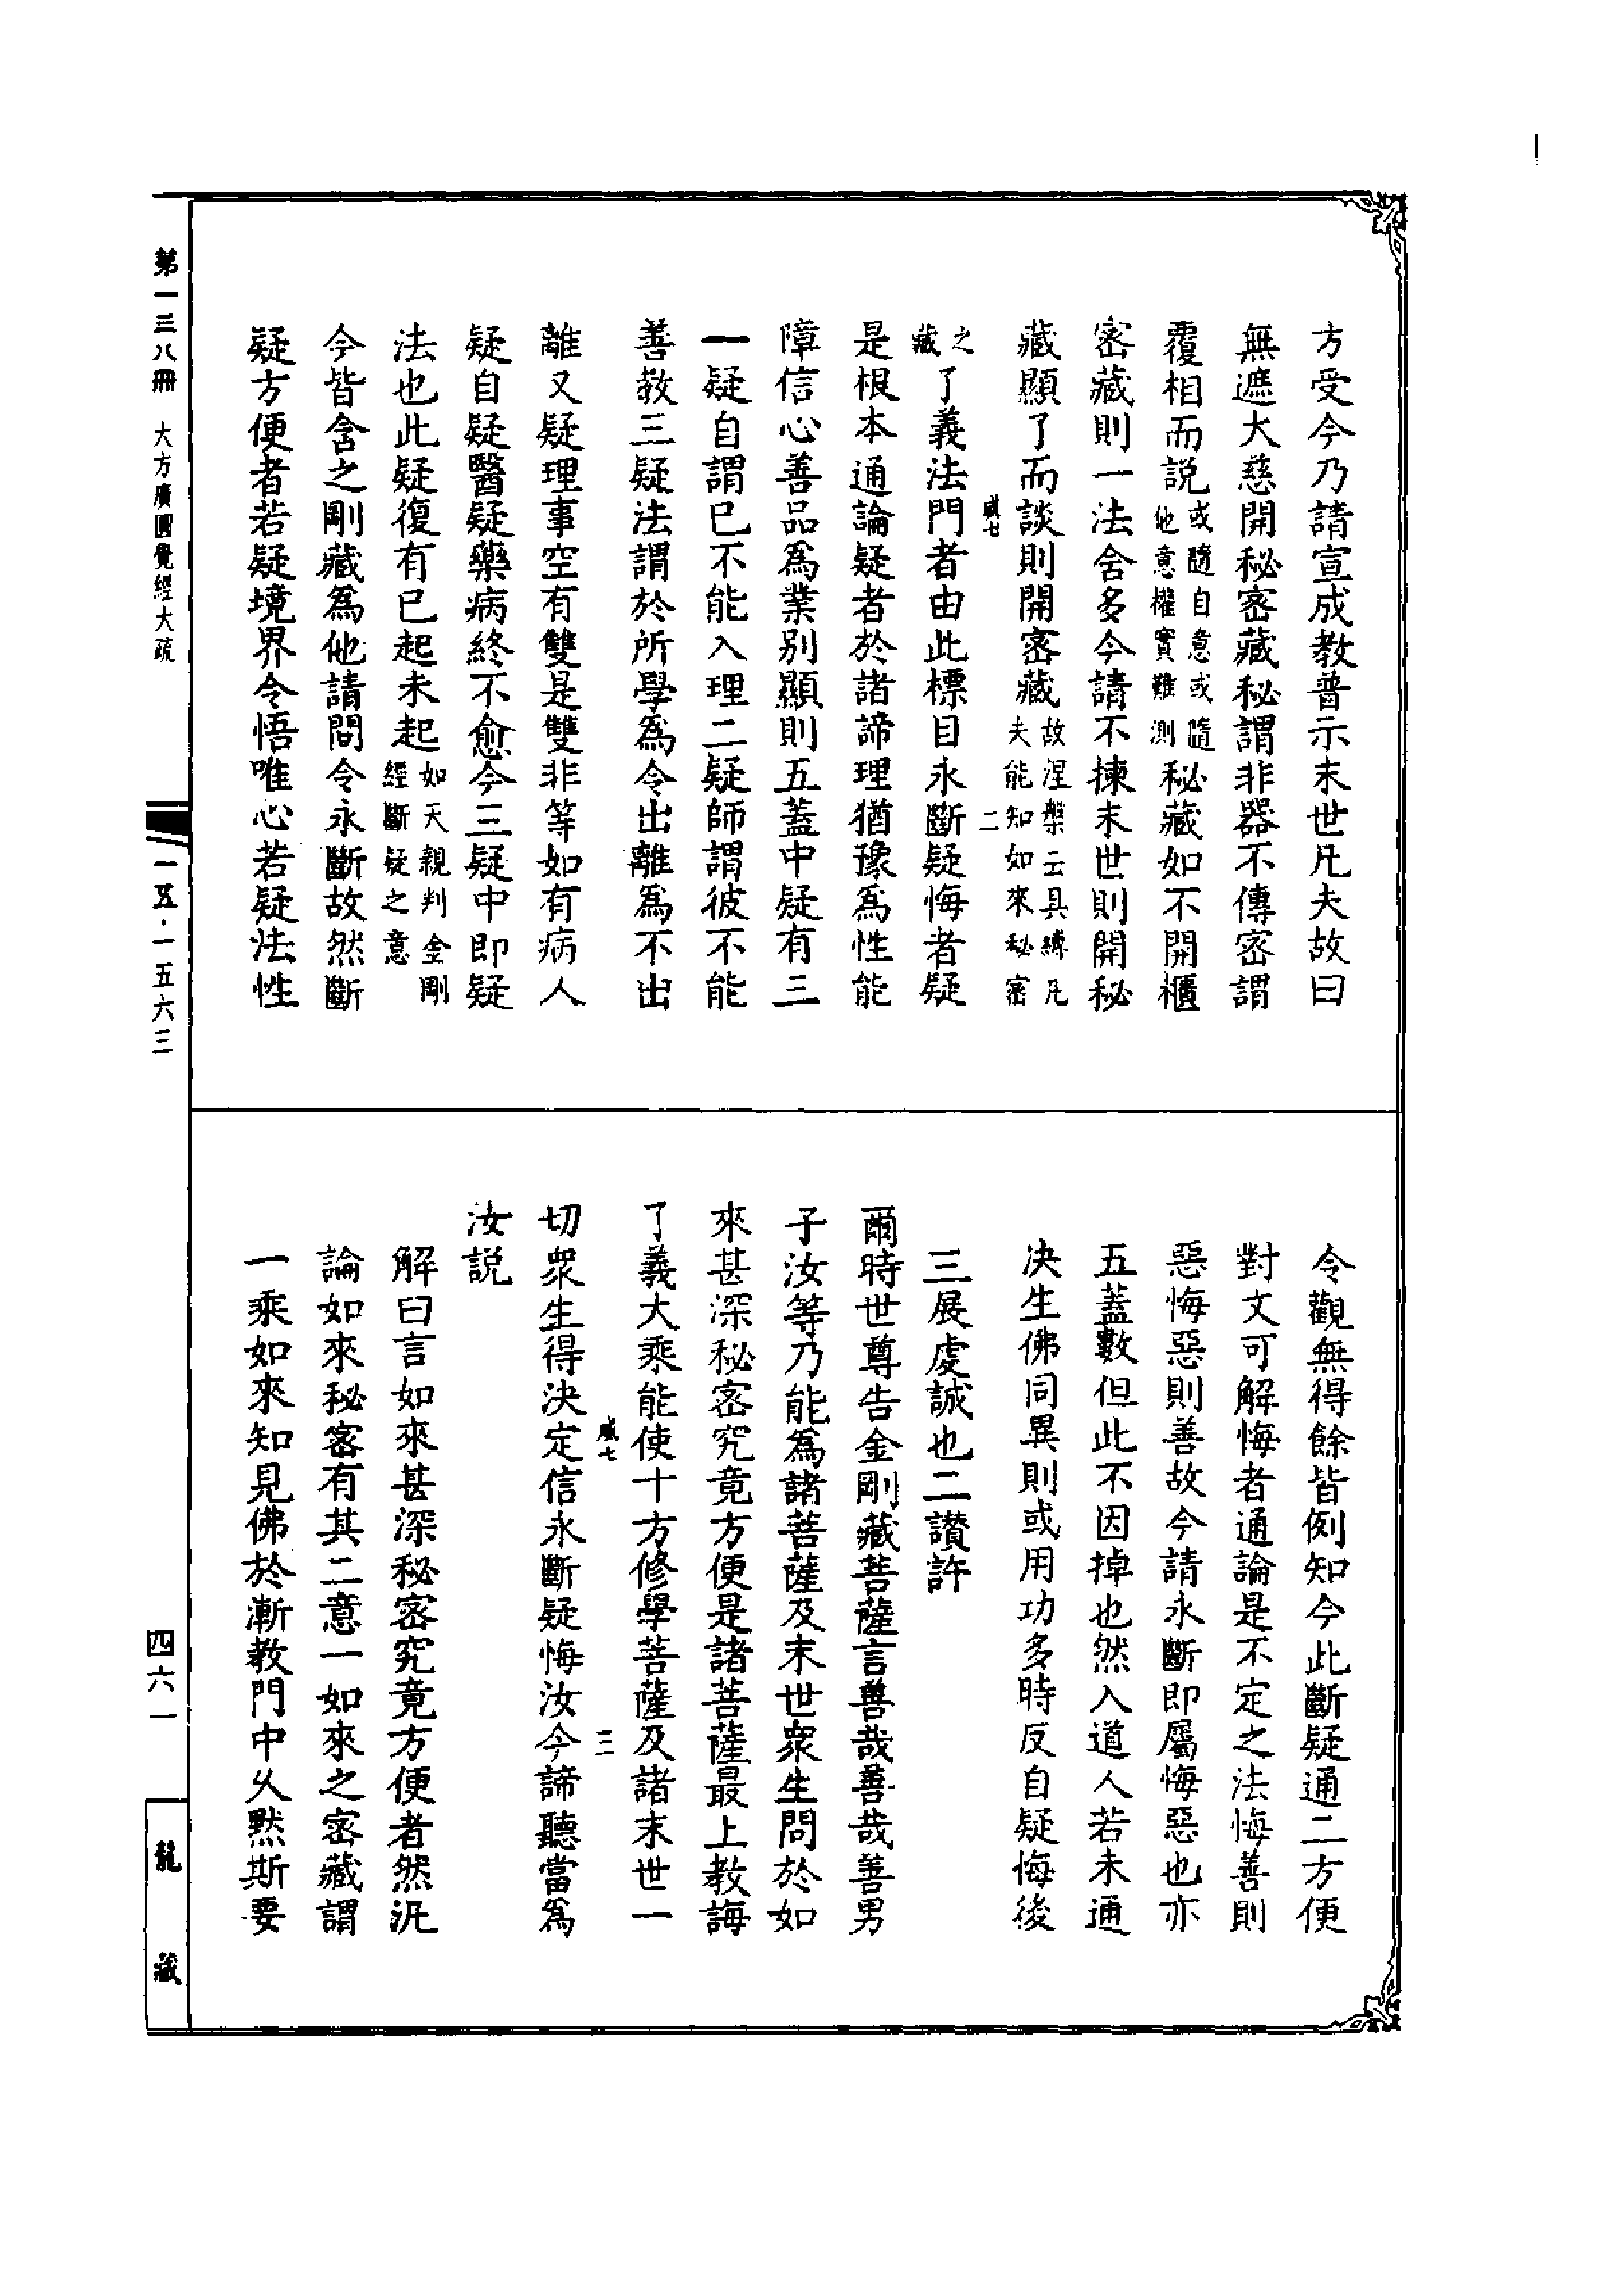 方受今乃請宣成教普示末世凡夫故曰
無遮大慈開秘密藏秘謂非器不傳密謂
覆相而説或隨自意或隨他意權實難測秘藏如不開櫃
密藏則一法含多今請不揀末世則開秘
藏顯了而談則開密藏故涅槃云具縛凡夫能知如來秘密
之藏了義法門者由此標目永斷疑悔者疑
是根本通論疑者於諸諦理猶豫為性能
障信心善品為業别顯則五蓋中疑有三
一疑自謂已不能入理二疑師謂彼不能
善教三疑法謂於所學為令出離為不出
離又疑理事空有雙是雙非等如有病人
疑自疑醫疑藥病終不愈今三疑中即疑
法也此疑復有已起未起如天親判金剛經斷疑之意
今皆含之剛藏為他請問令永斷故然斷
疑方便者若疑境界令悟唯心若疑法性
咸七
二
令觀無得餘皆例知今此斷疑通二方便
對文可解悔者通論是不定之法悔善則
惡悔惡則善故今請永斷即屬悔惡也亦
五蓋數但此不因掉也然入道人若未通
决生佛同異則或用功多時反自疑悔後
三展虔誠也二讃許
爾時世尊告金剛藏菩薩言善哉善哉善男
子汝等乃能為諸菩薩及末世衆生問於如
來甚深秘密究竟方便是諸菩薩最上教誨
了義大乘能使十方修學菩薩及諸末世一
切衆生得決定信永斷疑悔汝今諦聽當為
汝説
解曰言如來甚深秘密究竟方便者然汎
論如來秘密有其二意一如來之密藏謂
一乘如來知見佛於漸教門中乆黙斯要
咸七
三
第一三八冊 大方廣圓覺經大疏
一五·一五六三
四六一
龍藏